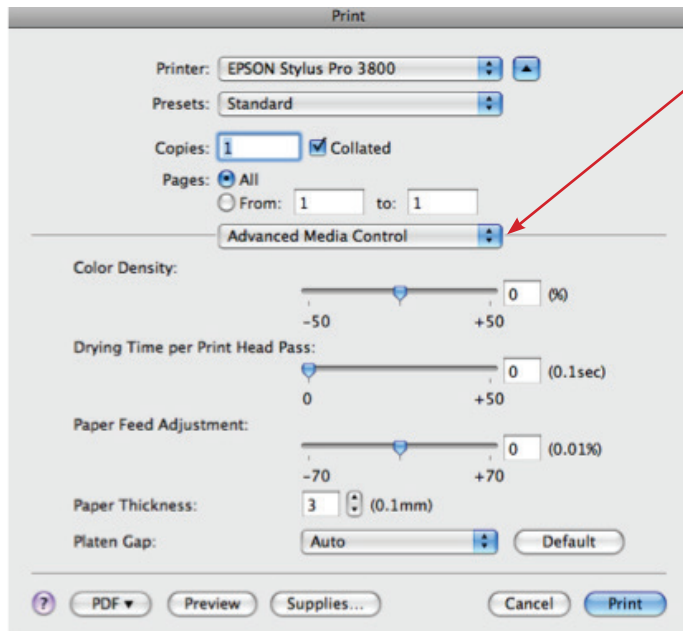 Print
Printer: EPSON Stylus Pro 3800
Presets: Standard
Copies: 1 Collated
Pages: All
From: 1 to: 1
Advanced Media Control
Color Density:
0 (%)
-50 +50
Drying Time per Print Head Pass:
0 (0.1sec)
0 +50
Paper Feed Adjustment:
0 (0.01%)
-70 +70
Paper Thickness: 3 (0.1mm)
Platen Gap: Auto Default
? PDF ▾ Preview Supplies... Cancel Print